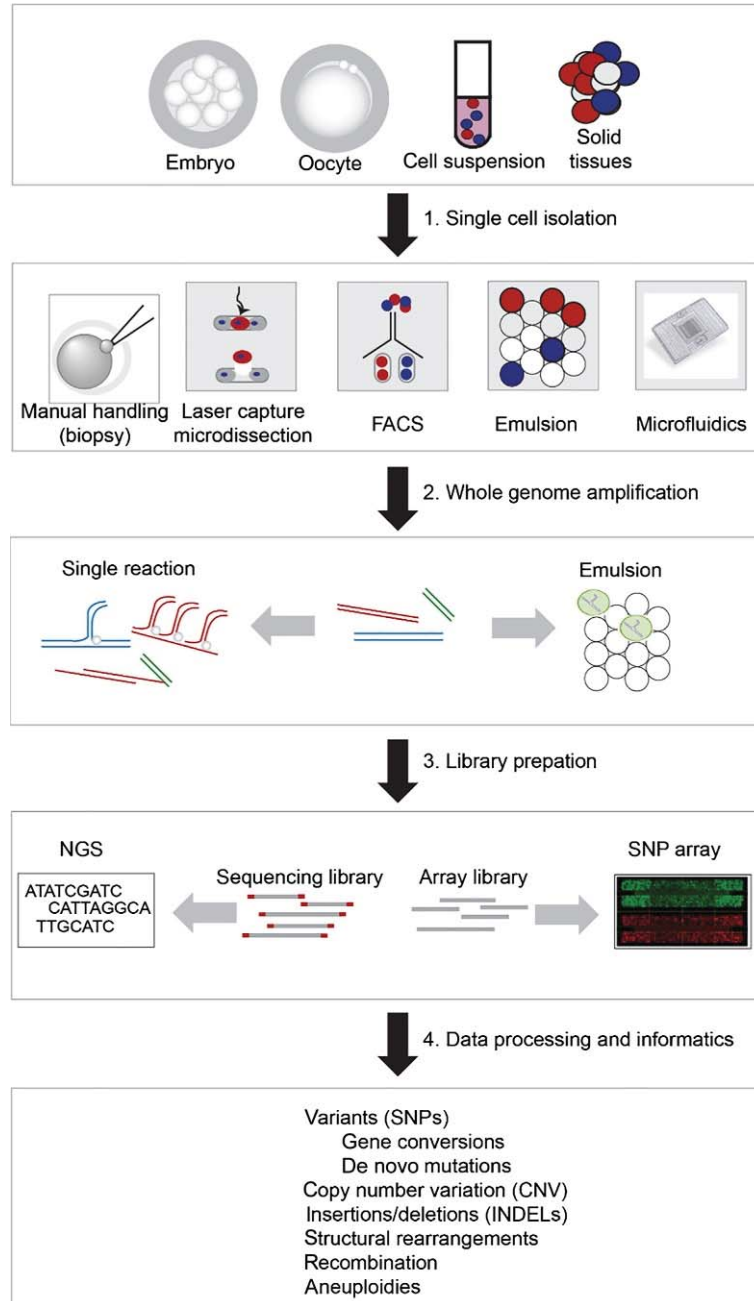 Embryo
Oocyte
Cell suspension
Solid
tissues
1. Single cell isolation
Manual handling
(biopsy)
Laser capture
microdissection
FACS
Emulsion
Microfluidics
2. Whole genome amplification
Single reaction
Emulsion
3. Library prepation
NGS
ATATCGATC
CATTAGGCA
TTGCATC
Sequencing library
Array library
SNP array
4. Data processing and informatics
Variants (SNPs)
Gene conversions
De novo mutations
Copy number variation (CNV)
Insertions/deletions (INDELs)
Structural rearrangements
Recombination
Aneuploidies